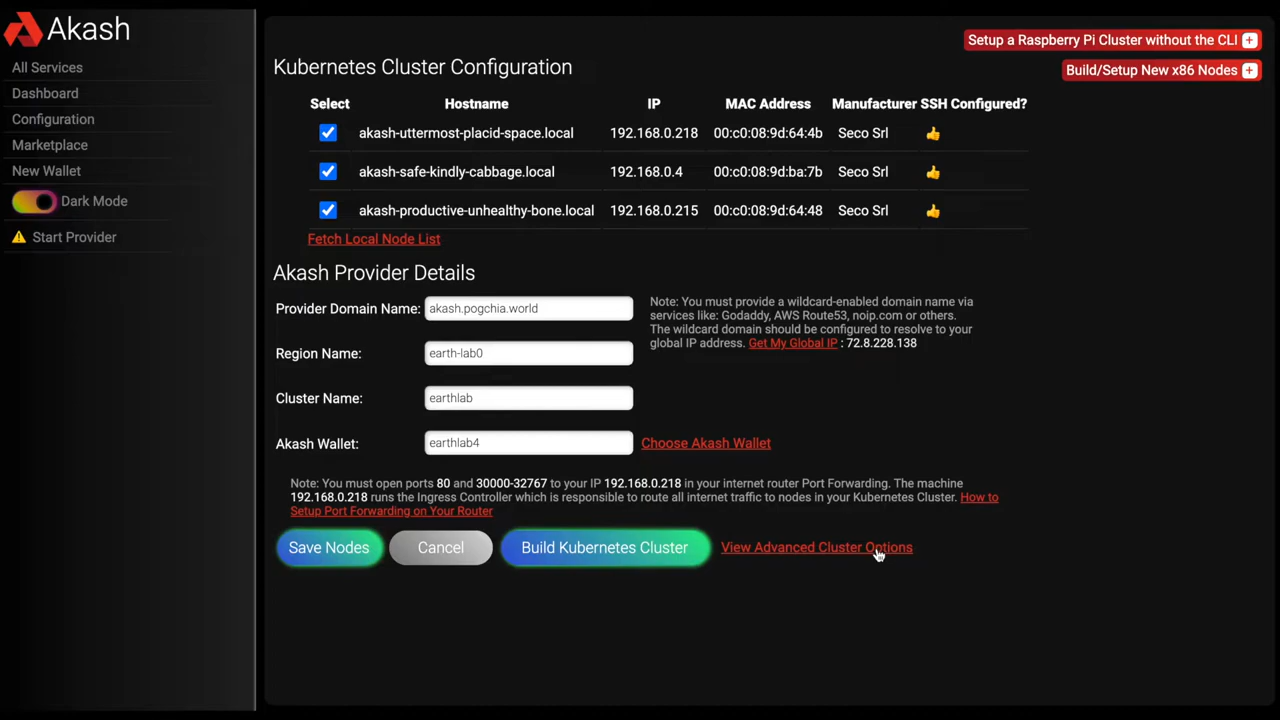 Akash
All Services
Dashboard
Configuration
Marketplace
New Wallet
Dark Mode
Start Provider
Setup a Raspberry Pi Cluster without the CLI +
Build/Setup New x86 Nodes +
Kubernetes Cluster Configuration
Select Hostname IP MAC Address Manufacturer SSH Configured?
akash-uttermost-placid-space.local 192.168.0.218 00:c0:08:9d:64:4b Seco Srl 👍
akash-safe-kindly-cabbage.local 192.168.0.4 00:c0:08:9d:ba:7b Seco Srl 👍
akash-productive-unhealthy-bone.local 192.168.0.215 00:c0:08:9d:64:48 Seco Srl 👍
Fetch Local Node List
Akash Provider Details
Provider Domain Name: akash.pogchia.world
Note: You must provide a wildcard-enabled domain name via
services like: Godaddy, AWS Route53, noip.com or others.
The wildcard domain should be configured to resolve to your
global IP address. Get My Global IP : 72.8.228.138
Region Name: earth-lab0
Cluster Name: earthlab
Akash Wallet: earthlab4 Choose Akash Wallet
Note: You must open ports 80 and 30000-32767 to your IP 192.168.0.218 in your internet router Port Forwarding. The machine
192.168.0.218 runs the Ingress Controller which is responsible to route all internet traffic to nodes in your Kubernetes Cluster. How to
Setup Port Forwarding on Your Router
Save Nodes Cancel Build Kubernetes Cluster View Advanced Cluster Options